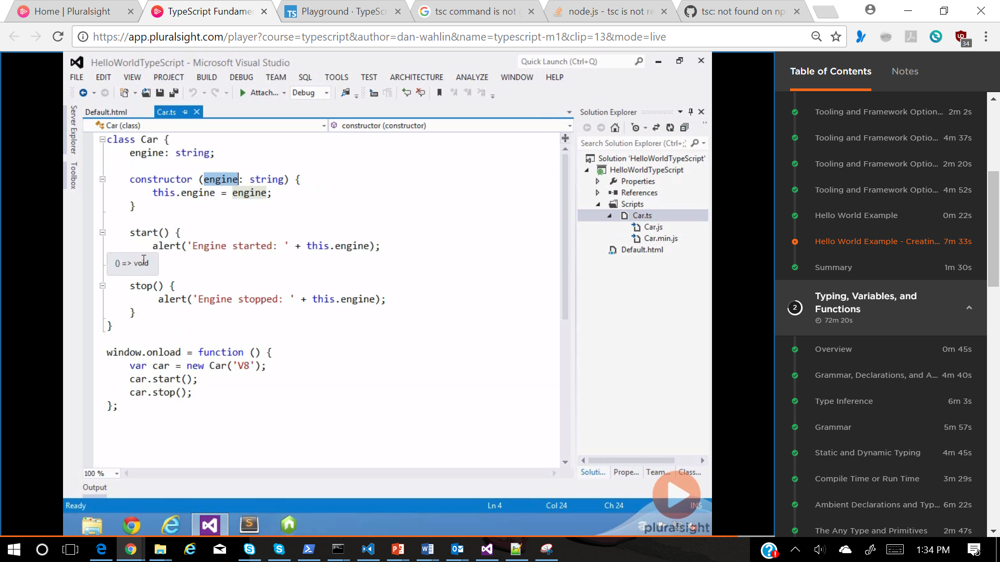 Home | Pluralsight
TypeScript Fundame
TS Playground · TypeSc
tsc command is not
node.js - tsc is not re
tsc: not found on np
https://app.pluralsight.com/player?course=typescript&author=dan-wahlin&name=typescript-m1&clip=13&mode=live
34
HelloWorldTypeScript - Microsoft Visual Studio
Quick Launch (Ctrl+Q)
FILE EDIT VIEW PROJECT BUILD DEBUG TEAM SQL TOOLS TEST ARCHITECTURE ANALYZE WINDOW HELP
Attach... Debug
Server Explorer
Toolbox
Default.html
Car.ts
Car (class)
constructor (constructor)
class Car {
engine: string;
constructor (engine: string) {
this.engine = engine;
}
start() {
alert('Engine started: ' + this.engine);
() => void
stop() {
alert('Engine stopped: ' + this.engine);
}
}
window.onload = function () {
var car = new Car('V8');
car.start();
car.stop();
};
100 %
Output
Ready
Ln 4
Col 24
Ch 24
INS
Solution Explorer
Search Solution Explorer (Ctrl+;)
Solution 'HelloWorldTypeScript'
HelloWorldTypeScript
Properties
References
Scripts
Car.ts
Car.js
Car.min.js
Default.html
Soluti... Prope... Team... Class...
pluralsight
Table of Contents
Notes
Tooling and Framework Option... 2m 2s
Tooling and Framework Optio... 4m 37s
Tooling and Framework Optio... 2m 20s
Tooling and Framework Optio... 4m 52s
Hello World Example 0m 22s
Hello World Example - Creatin... 7m 33s
Summary 1m 30s
2
Typing, Variables, and
Functions
72m 20s
Overview 0m 45s
Grammar, Declarations, and A... 4m 40s
Type Inference 6m 3s
Grammar 5m 57s
Static and Dynamic Typing 4m 45s
Compile Time or Run Time 3m 29s
Ambient Declarations and Typ... 6m 22s
The Any Type and Primitives 2m 47s
1:34 PM